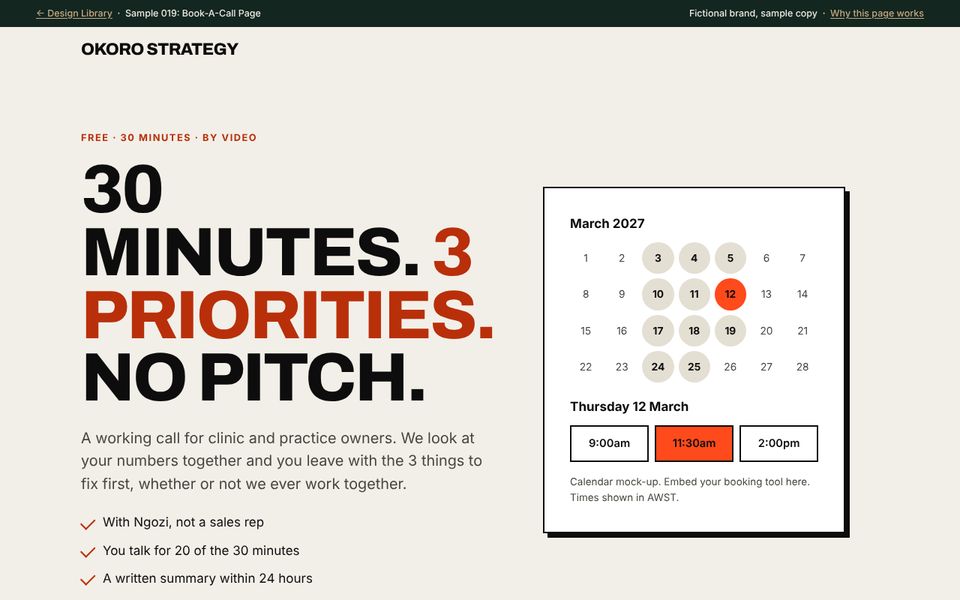 ← Design Library · Sample 019: Book-A-Call Page
Fictional brand, sample copy · Why this page works
OKORO STRATEGY
FREE · 30 MINUTES · BY VIDEO
30
MINUTES. 3
PRIORITIES.
NO PITCH.
A working call for clinic and practice owners. We look at
your numbers together and you leave with the 3 things to
fix first, whether or not we ever work together.
With Ngozi, not a sales rep
You talk for 20 of the 30 minutes
A written summary within 24 hours
March 2027
1 2 3 4 5 6 7
8 9 10 11 12 13 14
15 16 17 18 19 20 21
22 23 24 25 26 27 28
Thursday 12 March
9:00am 11:30am 2:00pm
Calendar mock-up. Embed your booking tool here.
Times shown in AWST.